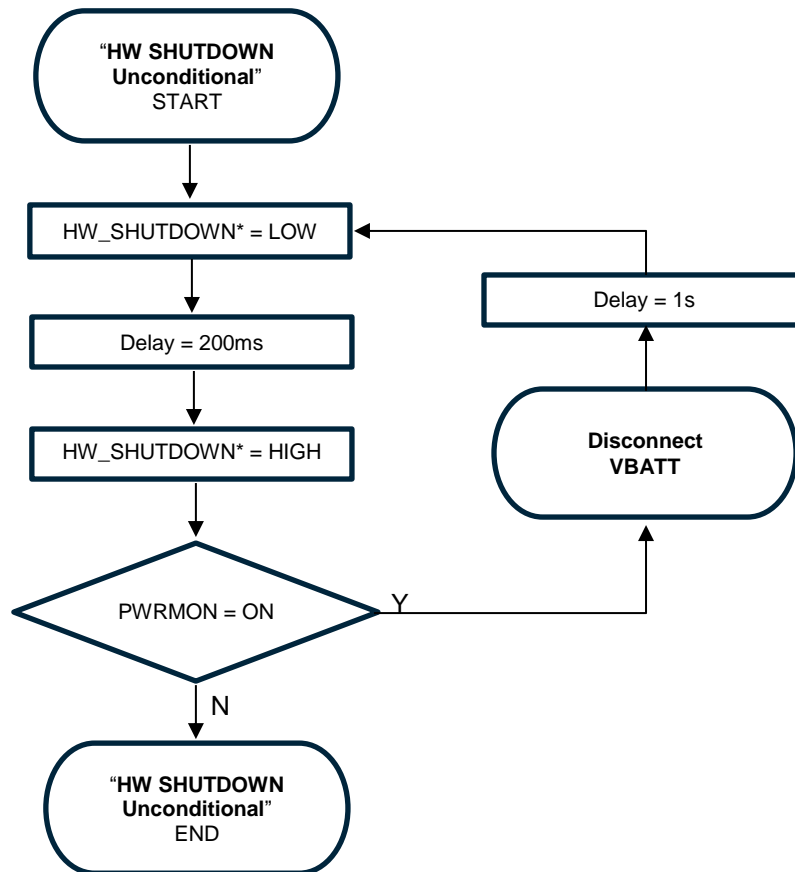 “HW SHUTDOWN
Unconditional”
START
HW_SHUTDOWN* = LOW
Delay = 1s
Delay = 200ms
Disconnect
VBATT
HW_SHUTDOWN* = HIGH
PWRMON = ON
Y
N
“HW SHUTDOWN
Unconditional”
END